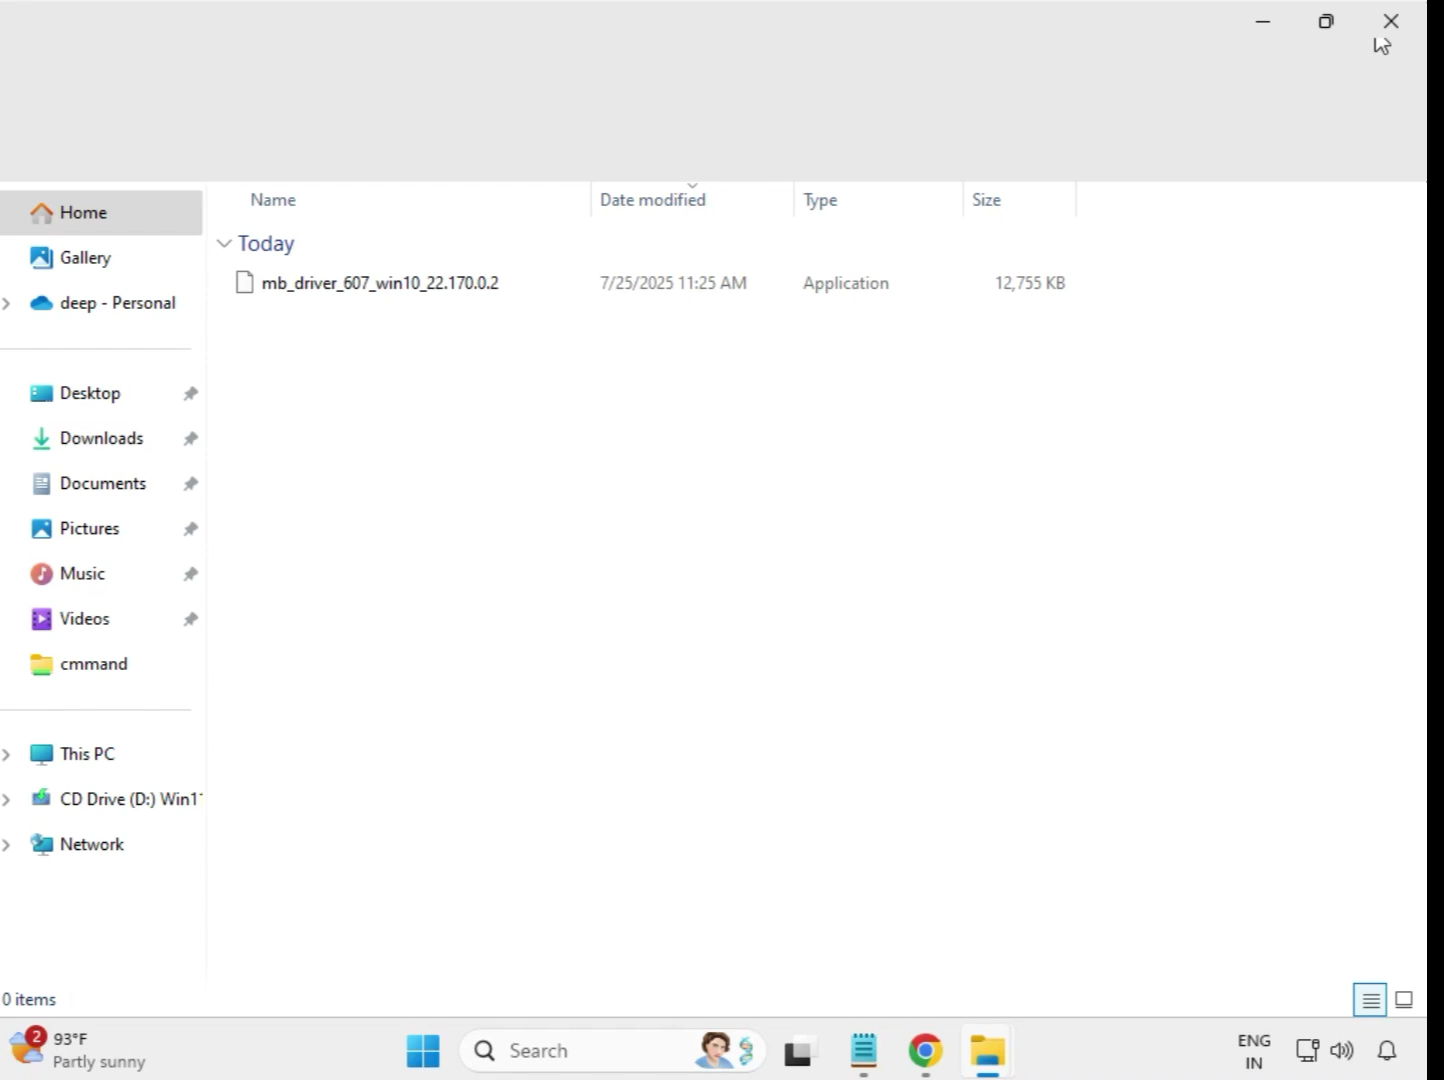 Name
Date modified
Type
Size
Today
mb_driver_607_win10_22.170.0.2
7/25/2025 11:25 AM
Application
12,755 KB
Home
Gallery
deep - Personal
Desktop
Downloads
Documents
Pictures
Music
Videos
cmmand
This PC
CD Drive (D:) Win1
Network
0 items
2
93°F
Partly sunny
Search
ENG
IN